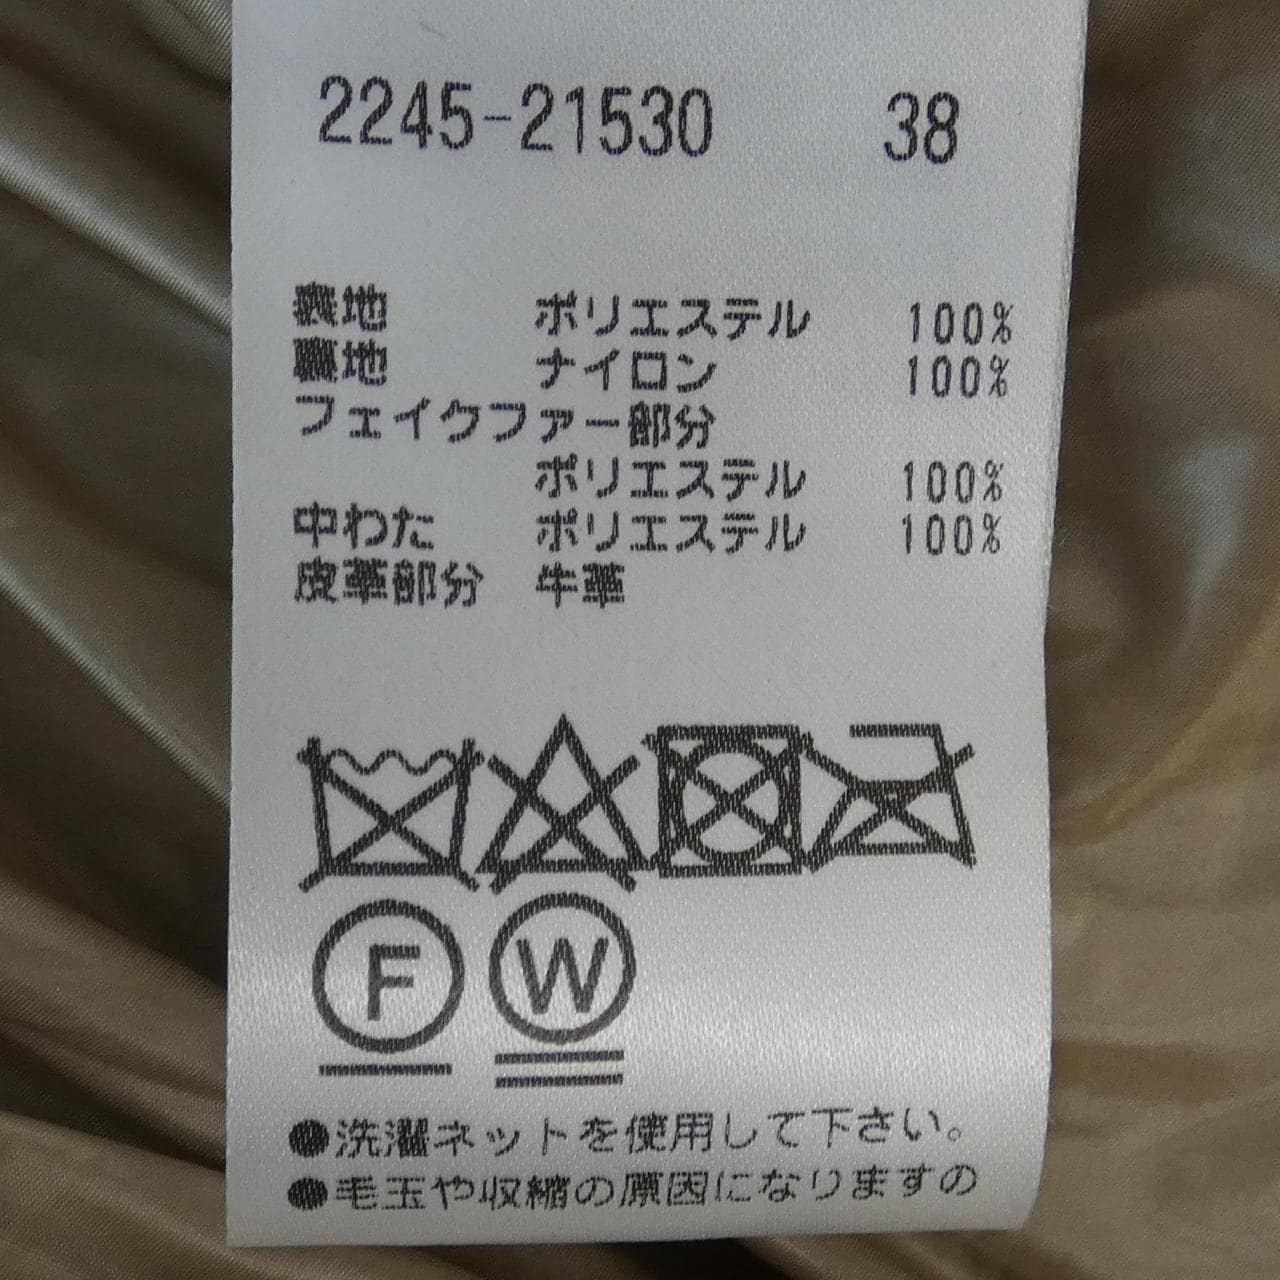 2245-21530 38
表地 ポリエステル 100%
裏地 ナイロン 100%
フェイクファー部分
ポリエステル 100%
中わた ポリエステル 100%
皮革部分 牛革
F W
●洗濯ネットを使用して下さい。
●毛玉や収縮の原因になりますの